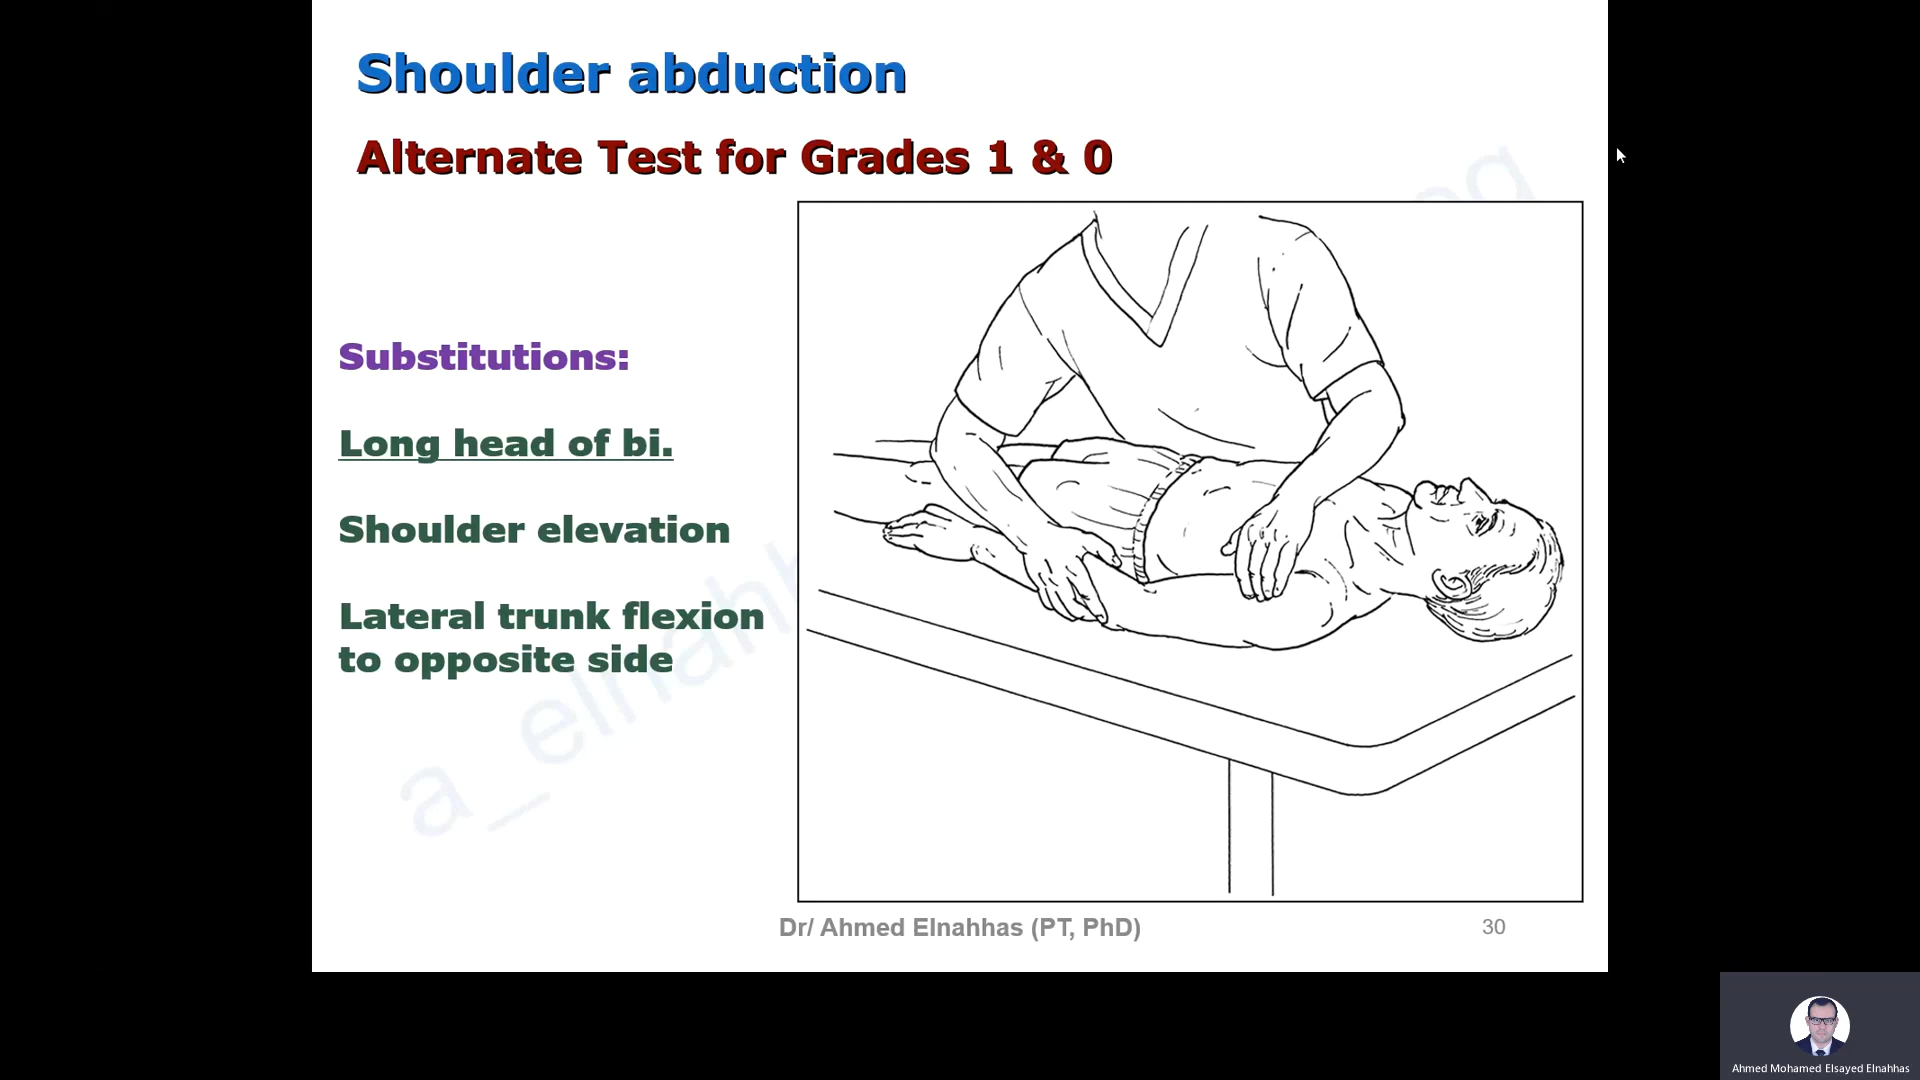 Shoulder abduction
Alternate Test for Grades 1 & 0
Substitutions:
Long head of bi.
Shoulder elevation
Lateral trunk flexion
to opposite side
Dr/ Ahmed Elnahhas (PT, PhD)
30
Ahmed Mohamed Elsayed Elnahhas